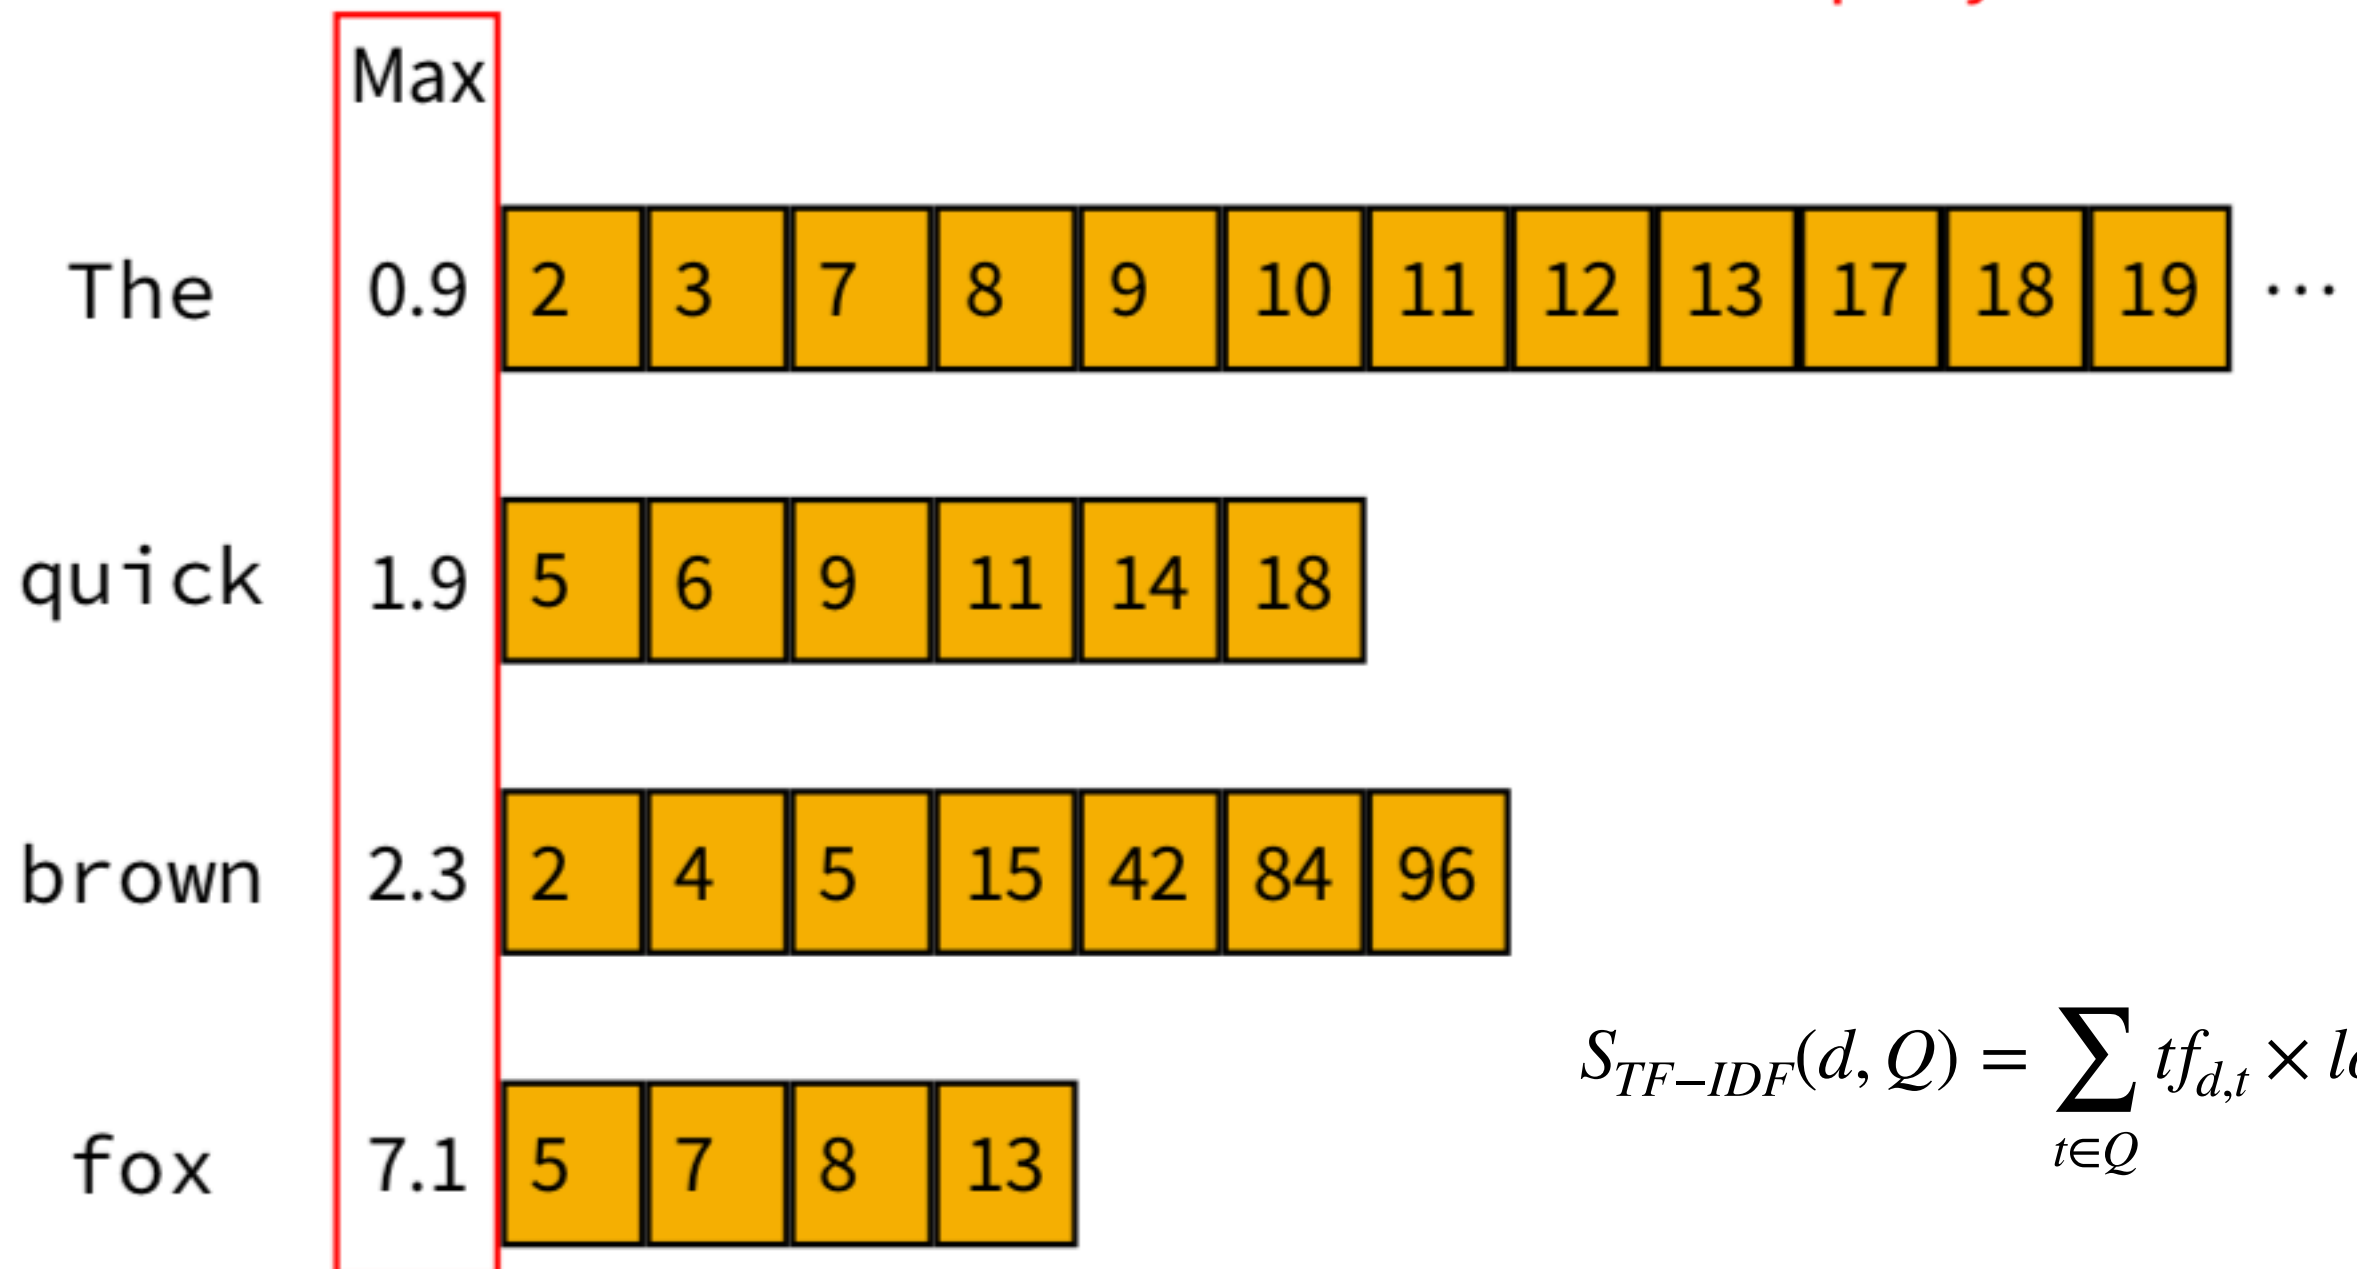 Max
The 0.9 2 3 7 8 9 10 11 12 13 17 18 19 ...
quick 1.9 5 6 9 11 14 18
brown 2.3 2 4 5 15 42 84 96
S_{TF-IDF}(d, Q) = ∑_{t∈Q} tf_{d,t} ×
fox 7.1 5 7 8 13